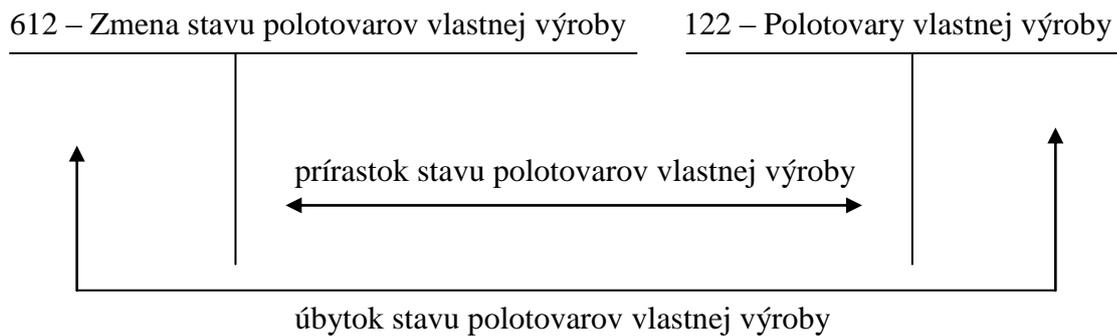 612 – Zmena stavu polotovarov vlastnej výroby
122 – Polotovary vlastnej výroby
prírastok stavu polotovarov vlastnej výroby
úbytok stavu polotovarov vlastnej výroby